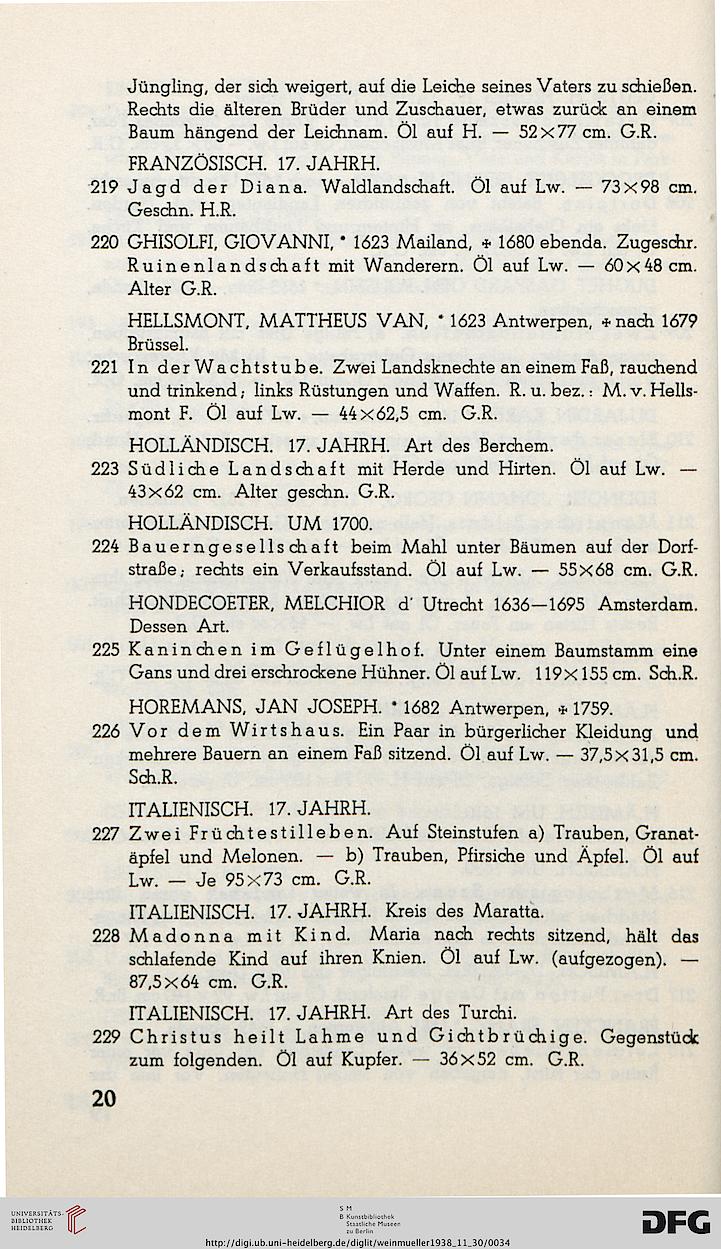 Jüngling, der sich weigert, auf die Leiche seines Vaters zu schießen.
Rechts die älteren Brüder und Zuschauer, etwas zurück an einem
Baum hängend der Leichnam. Öl auf H. — 52×77 cm. G.R.
FRANZÖSISCH. 17. JAHRH.
219 Jagd der Diana. Waldlandschaft. Öl auf Lw. — 73×98 cm.
Geschn. H.R.
220 GHISOLFI, GIOVANNI, * 1623 Mailand, + 1680 ebenda. Zugeschr.
Ruinenlandschaft mit Wanderern. Öl auf Lw. — 60×48 cm.
Alter G.R.
HELLSMONT, MATTHEUS VAN, * 1623 Antwerpen, + nach 1679
Brüssel.
221 In der Wachtstube. Zwei Landsknechte an einem Faß, rauchend
und trinkend; links Rüstungen und Waffen. R. u. bez.: M. v. Hells-
mont F. Öl auf Lw. — 44×62,5 cm. G.R.
HOLLÄNDISCH. 17. JAHRH. Art des Berchem.
223 Südliche Landschaft mit Herde und Hirten. Öl auf Lw. —
43×62 cm. Alter geschn. G.R.
HOLLÄNDISCH. UM 1700.
224 Bauerngesellschaft beim Mahl unter Bäumen auf der Dorf-
straße; rechts ein Verkaufsstand. Öl auf Lw. — 55×68 cm. G.R.
HONDECOETER, MELCHIOR d' Utrecht 1636—1695 Amsterdam.
Dessen Art.
225 Kaninchen im Geflügelhof. Unter einem Baumstamm eine
Gans und drei erschrockene Hühner. Öl auf Lw. 119×155 cm. Sch.R.
HOREMANS, JAN JOSEPH. * 1682 Antwerpen, + 1759.
226 Vor dem Wirtshaus. Ein Paar in bürgerlicher Kleidung und
mehrere Bauern an einem Faß sitzend. Öl auf Lw. — 37,5×31,5 cm.
Sch.R.
ITALIENISCH. 17. JAHRH.
227 Zwei Früchtestilleben. Auf Steinstufen a) Trauben, Granat-
äpfel und Melonen. — b) Trauben, Pfirsiche und Äpfel. Öl auf
Lw. — Je 95×73 cm. G.R.
ITALIENISCH. 17. JAHRH. Kreis des Maratta.
228 Madonna mit Kind. Maria nach rechts sitzend, hält das
schlafende Kind auf ihren Knien. Öl auf Lw. (aufgezogen). —
87,5×64 cm. G.R.
ITALIENISCH. 17. JAHRH. Art des Turchi.
229 Christus heilt Lahme und Gichtbrüchige. Gegenstück
zum folgenden. Öl auf Kupfer. — 36×52 cm. G.R.
20
UNIVERSITÄTS-
BIBLIOTHEK
HEIDELBERG
S M
B Kunstbibliothek
Staatliche Museen
zu Berlin
DFG
http://digi.ub.uni-heidelberg.de/diglit/weinmueller1938_11_30/0034